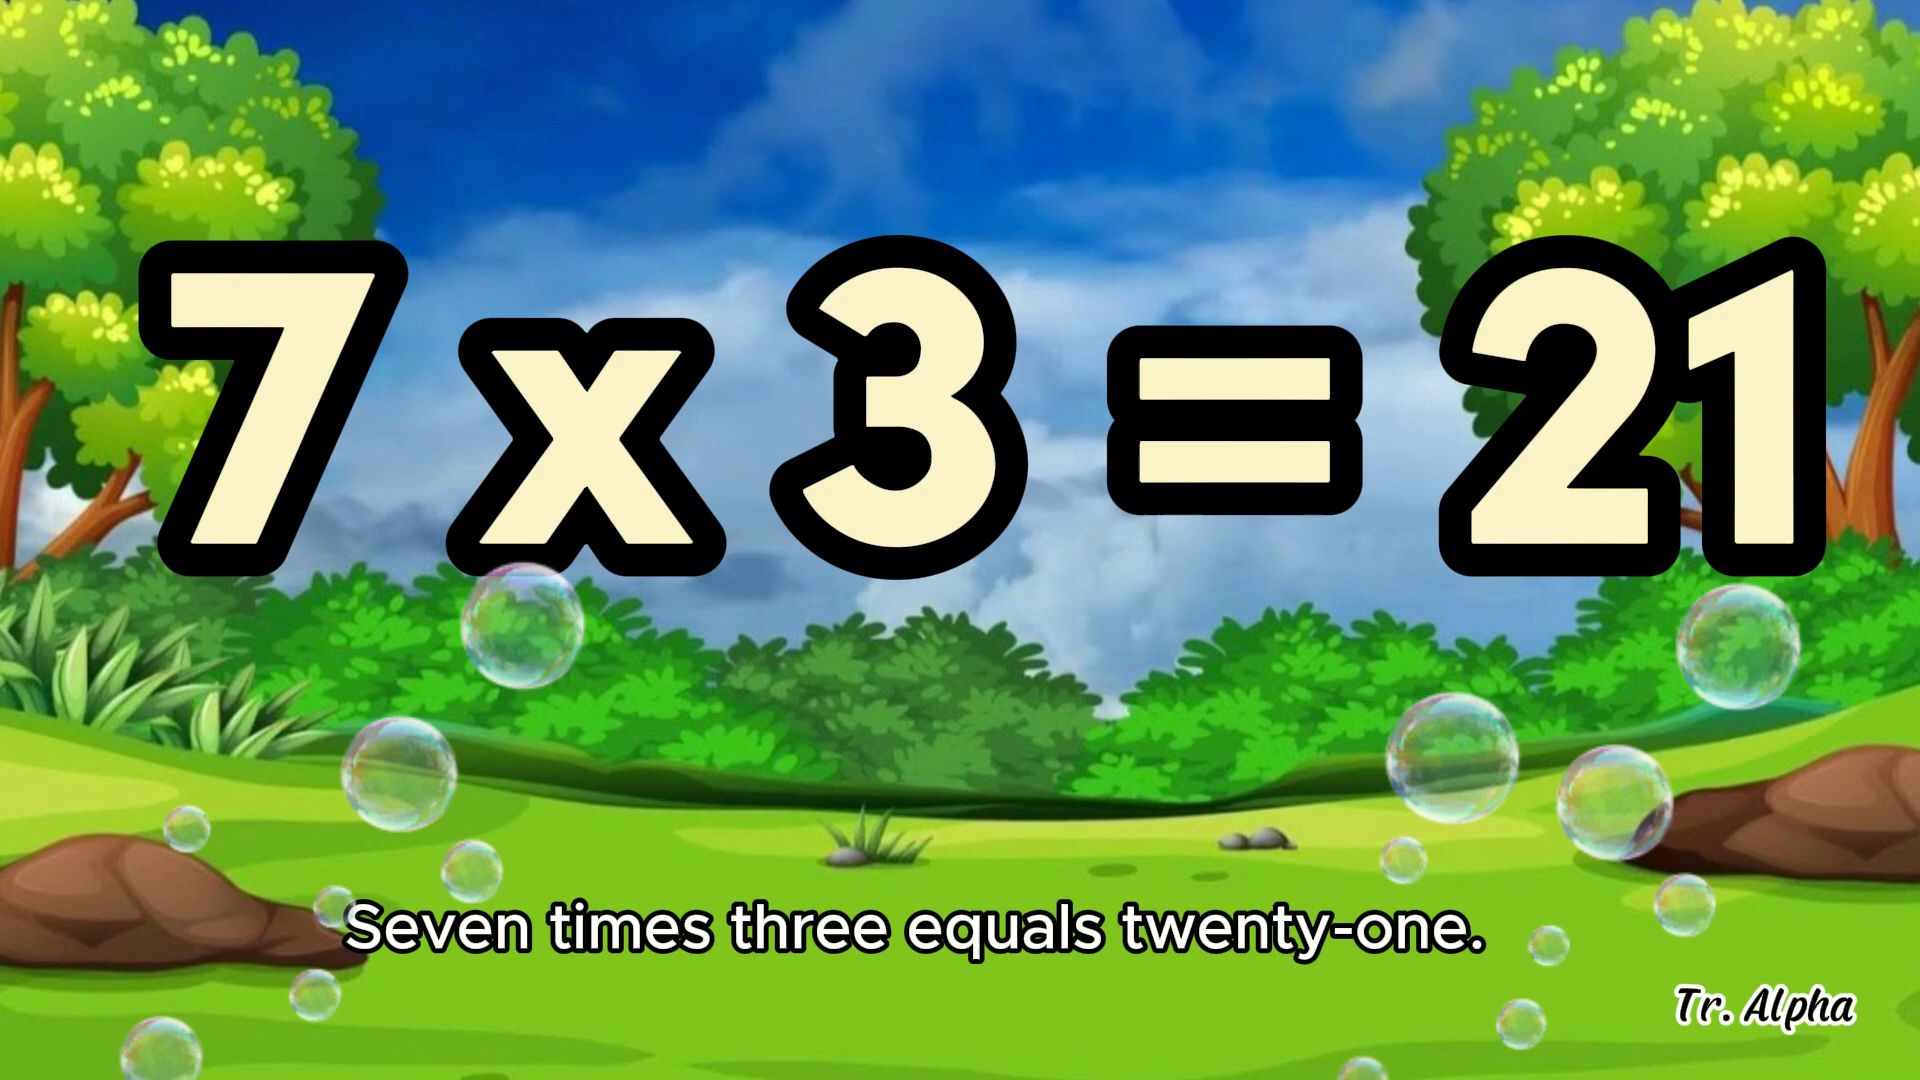 7 x 3 = 21
Seven times three equals twenty-one.
Tr. Alpha